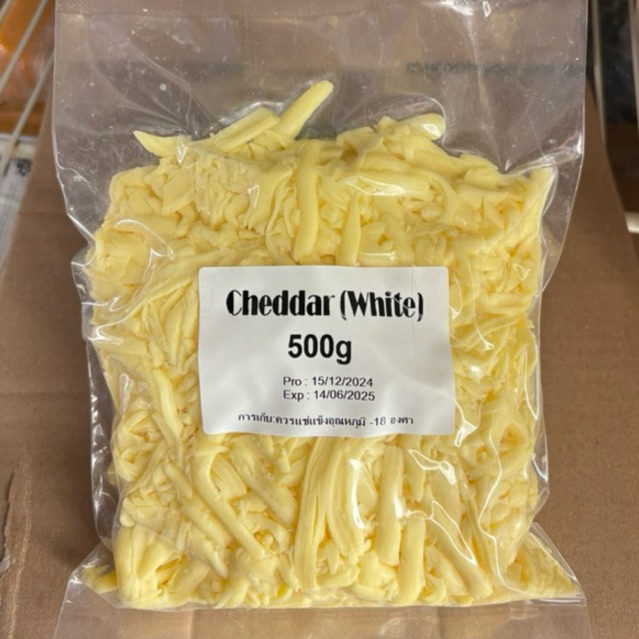 Cheddar (White)
500g
Pro : 15/12/2024
Exp : 14/06/2025
การเก็บ:ควรแช่แข็งอุณหภูมิ -18 องศา